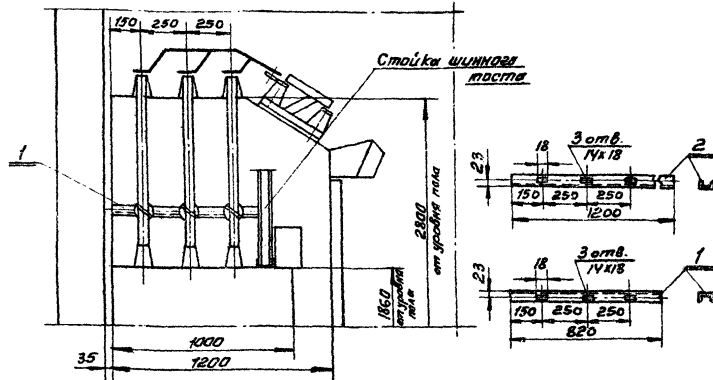 150 250 250
Стойка шинного
моста
1
2800
от уровня пола
1860
от уровня
пола
1000
1200
35
3 отв.
14х18
18
23
2
150 250 250
1200
3 отв.
14х18
18
23
1
150 250 250
820